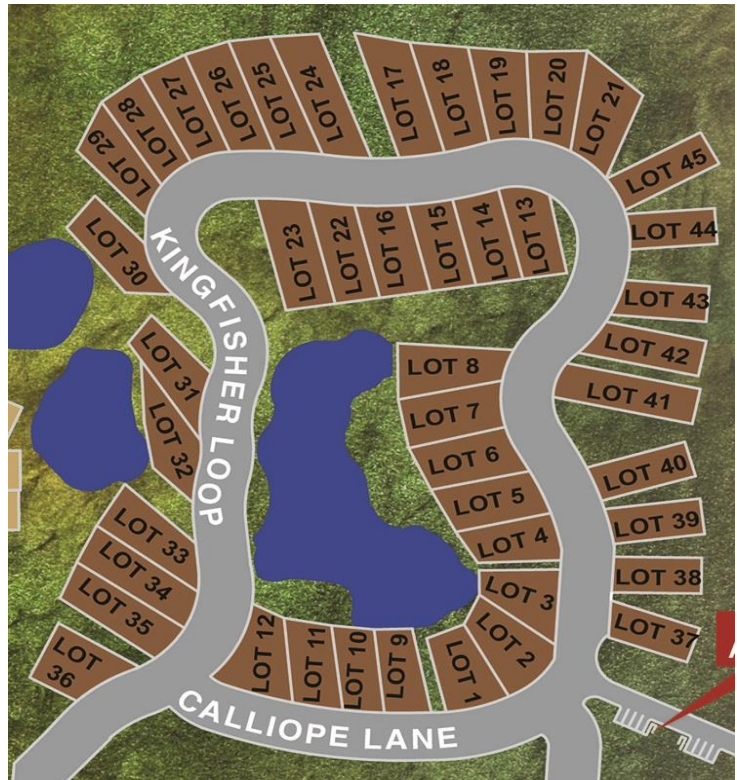 LOT 24
LOT 25
LOT 26
LOT 27
LOT 28
LOT 29
LOT 17
LOT 18
LOT 19
LOT 20
LOT 21
LOT 45
LOT 44
LOT 43
LOT 42
LOT 41
LOT 40
LOT 39
LOT 38
LOT 37
LOT 23
LOT 22
LOT 16
LOT 15
LOT 14
LOT 13
LOT 30
KINGFISHER LOOP
LOT 31
LOT 32
LOT 33
LOT 34
LOT 35
LOT
36
LOT 8
LOT 7
LOT 6
LOT 5
LOT 4
LOT 3
LOT 2
LOT 1
LOT 9
LOT 10
LOT 11
LOT 12
CALLIOPE LANE